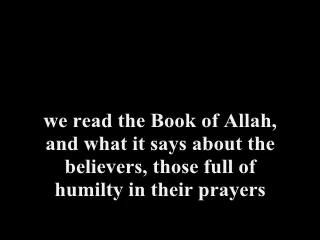 we read the Book of Allah,
and what it says about the
believers, those full of
humilty in their prayers